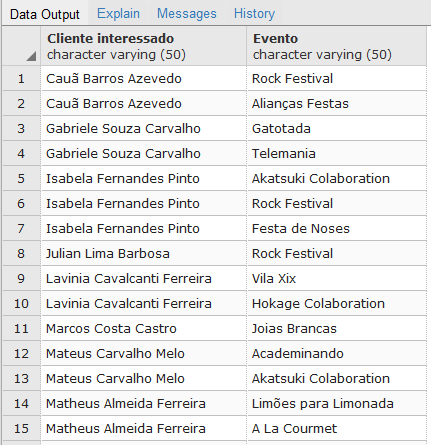 Data Output Explain Messages History
Cliente interessado Evento
character varying (50) character varying (50)
1 Cauã Barros Azevedo Rock Festival
2 Cauã Barros Azevedo Alianças Festas
3 Gabriele Souza Carvalho Gatotada
4 Gabriele Souza Carvalho Telemania
5 Isabela Fernandes Pinto Akatsuki Colaboration
6 Isabela Fernandes Pinto Rock Festival
7 Isabela Fernandes Pinto Festa de Noses
8 Julian Lima Barbosa Rock Festival
9 Lavinia Cavalcanti Ferreira Vila Xix
10 Lavinia Cavalcanti Ferreira Hokage Colaboration
11 Marcos Costa Castro Joias Brancas
12 Mateus Carvalho Melo Academinando
13 Mateus Carvalho Melo Akatsuki Colaboration
14 Matheus Almeida Ferreira Limões para Limonada
15 Matheus Almeida Ferreira A La Courmet